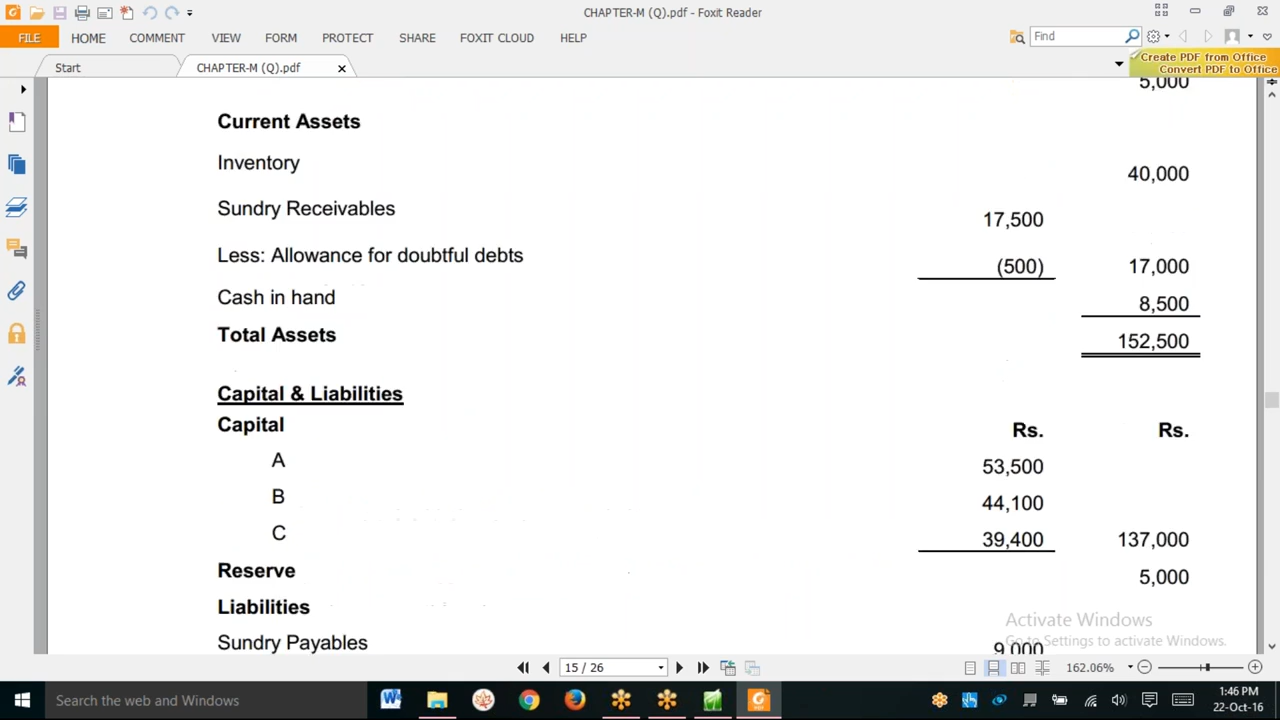 CHAPTER-M (Q).pdf - Foxit Reader
FILE HOME COMMENT VIEW FORM PROTECT SHARE FOXIT CLOUD HELP
Find
Start CHAPTER-M (Q).pdf
Create PDF from Office
Convert PDF to Office
5,000
Current Assets
Inventory 40,000
Sundry Receivables 17,500
Less: Allowance for doubtful debts (500) 17,000
Cash in hand 8,500
Total Assets 152,500
Capital & Liabilities
Capital Rs. Rs.
A 53,500
B 44,100
C 39,400 137,000
Reserve 5,000
Liabilities
Activate Windows
Go to Settings to activate Windows.
Sundry Payables 9,000
15 / 26 162.06%
Search the web and Windows
1:46 PM
22-Oct-16